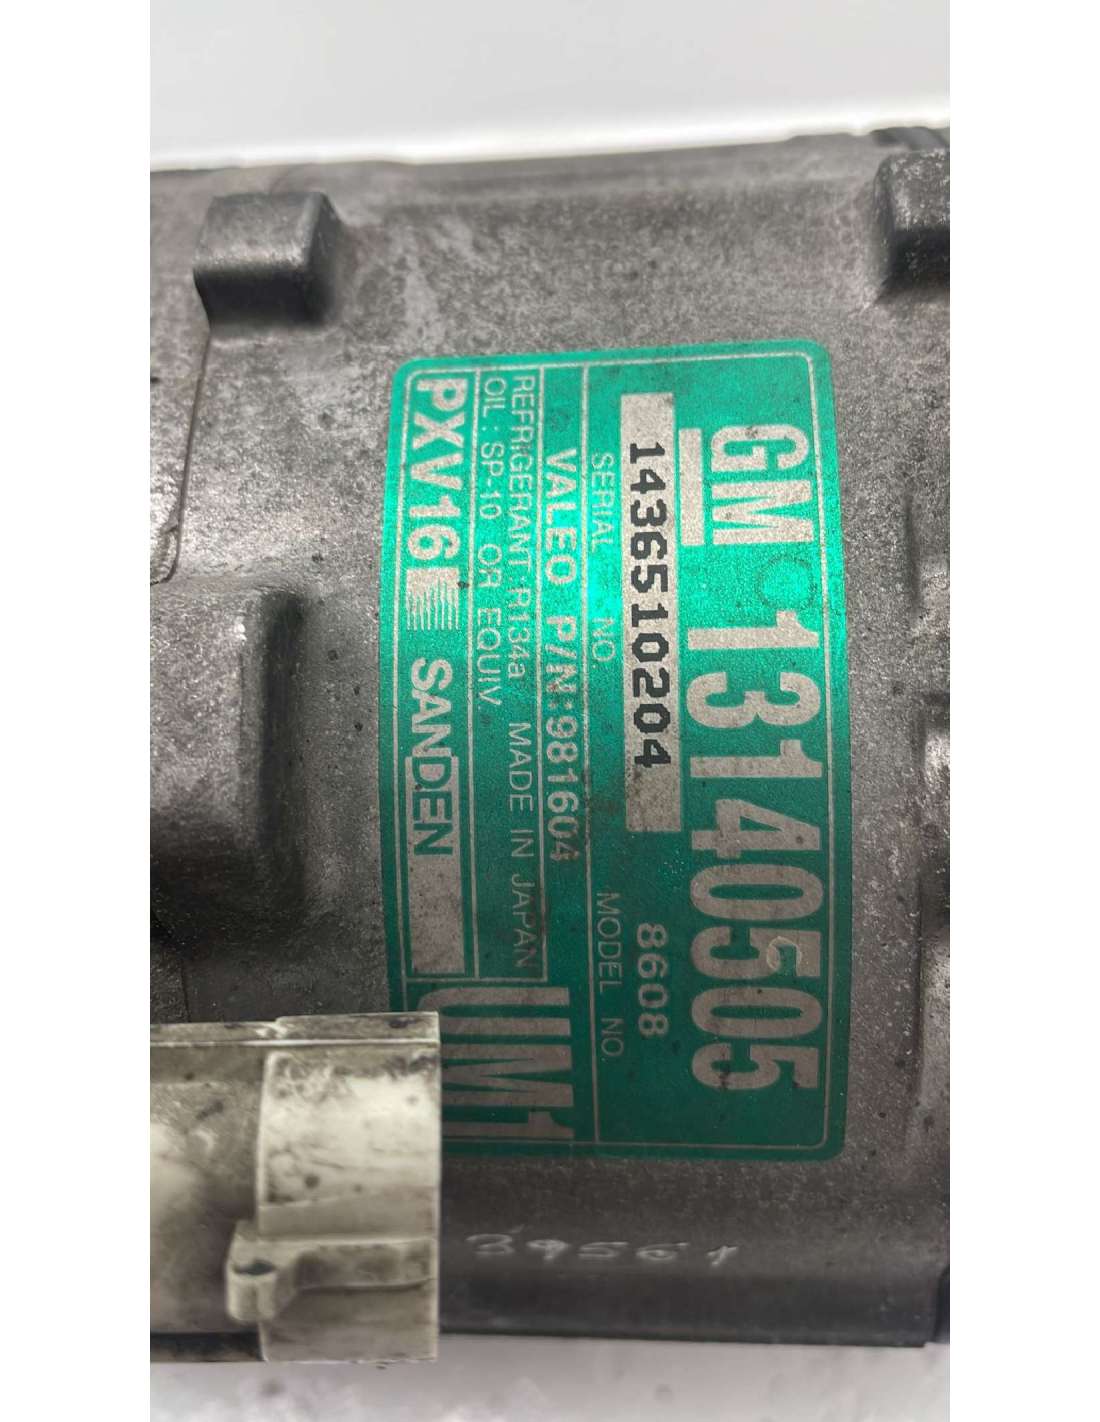 GM 13140505
1436510204 8608
SERIAL NO. MODEL NO.
VALEO P/N:981604
REFRIGERANT:R134a MADE IN JAPAN
OIL: SP-10 OR EQUIV
UM1
PXV16 SANDEN
39561